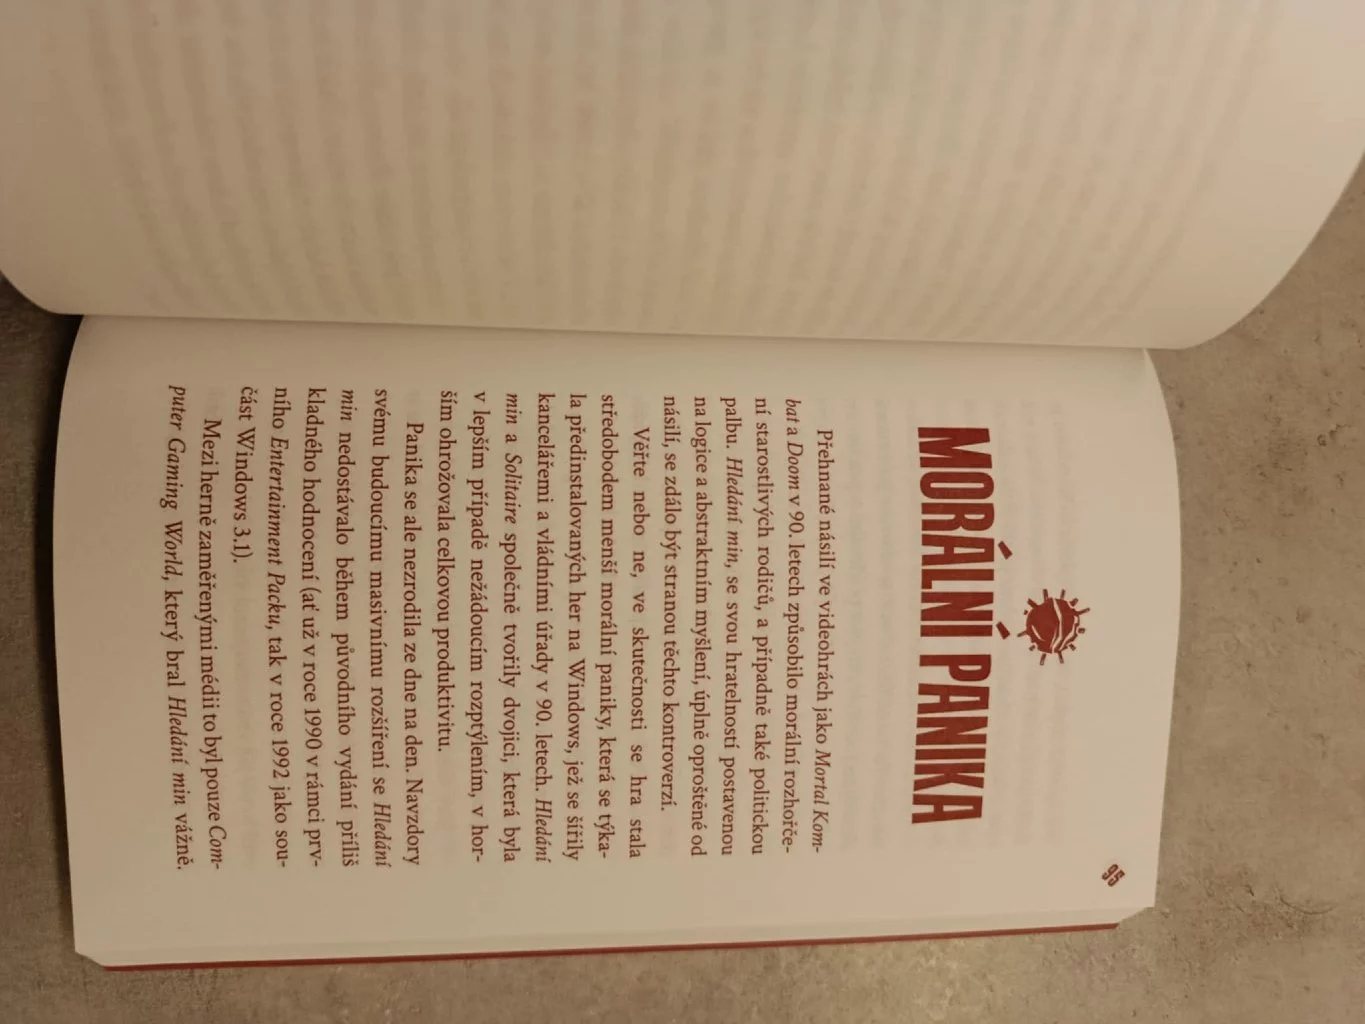 95
MORÁLNÍ PANIKA
Přehnané násilí ve videohrách jako Mortal Kom-
bat a Doom v 90. letech způsobilo morální rozhořče-
ní starostlivých rodičů, a případně také politickou
palbu. Hledání min, se svou hratelností postavenou
na logice a abstraktním myšlení, úplně oproštěné od
násilí, se zdálo být stranou těchto kontroverzí.
Věřte nebo ne, ve skutečnosti se hra stala
středobodem menší morální paniky, která se týka-
la předinstalovaných her na Windows, jež se šířily
kancelářemi a vládními úřady v 90. letech. Hledání
min a Solitaire společně tvořily dvojici, která byla
v lepším případě nežádoucím rozptýlením, v hor-
ším ohrožovala celkovou produktivitu.
Panika se ale nezrodila ze dne na den. Navzdory
svému budoucímu masivnímu rozšíření se Hledání
min nedostávalo během původního vydání příliš
kladného hodnocení (ať už v roce 1990 v rámci prv-
ního Entertainment Packu, tak v roce 1992 jako sou-
část Windows 3.1).
Mezi herně zaměřenými médii to byl pouze Com-
puter Gaming World, který bral Hledání min vážně.